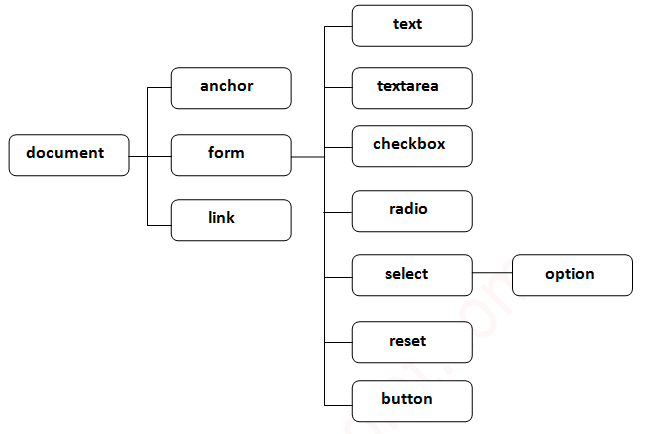 document
anchor
form
link
text
textarea
checkbox
radio
select
option
reset
button